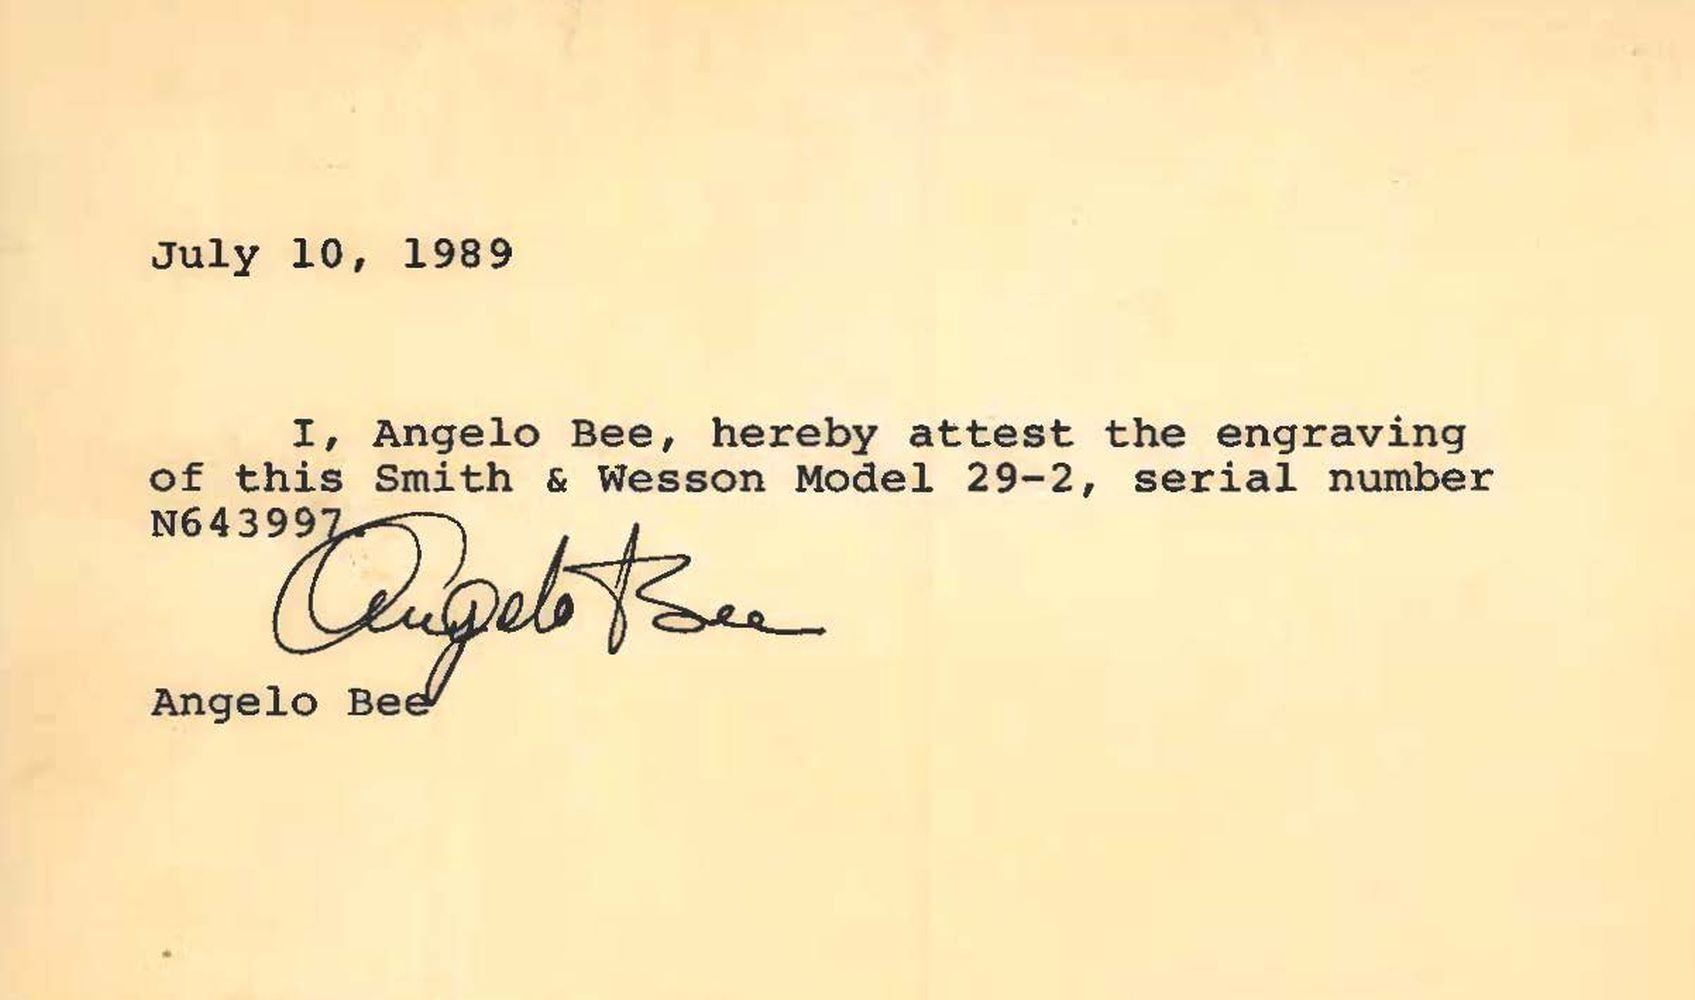 July 10, 1989
I, Angelo Bee, hereby attest the engraving
of this Smith & Wesson Model 29-2, serial number
N643997.
Angelo Bee
Angelo Bee